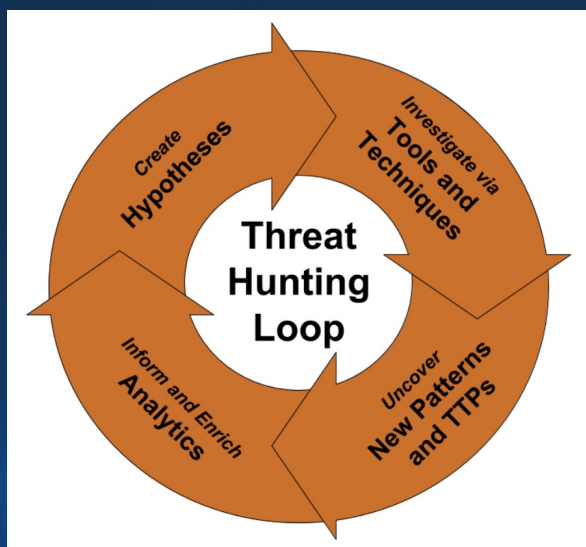 Create
Hypotheses
Investigate via
Tools and
Techniques
Threat
Hunting
Loop
Uncover
New Patterns
and TTPs
Inform and Enrich
Analytics